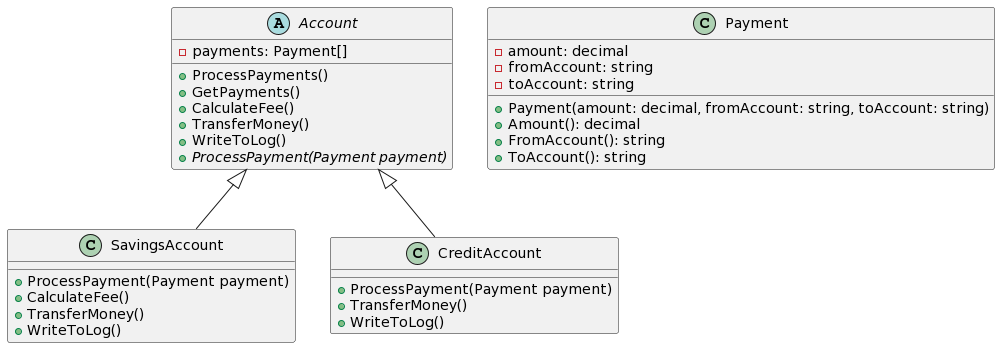 A Account
payments: Payment[]
ProcessPayments()
GetPayments()
CalculateFee()
TransferMoney()
WriteToLog()
ProcessPayment(Payment payment)
C Payment
amount: decimal
fromAccount: string
toAccount: string
Payment(amount: decimal, fromAccount: string, toAccount: string)
Amount(): decimal
FromAccount(): string
ToAccount(): string
C SavingsAccount
ProcessPayment(Payment payment)
CalculateFee()
TransferMoney()
WriteToLog()
C CreditAccount
ProcessPayment(Payment payment)
TransferMoney()
WriteToLog()